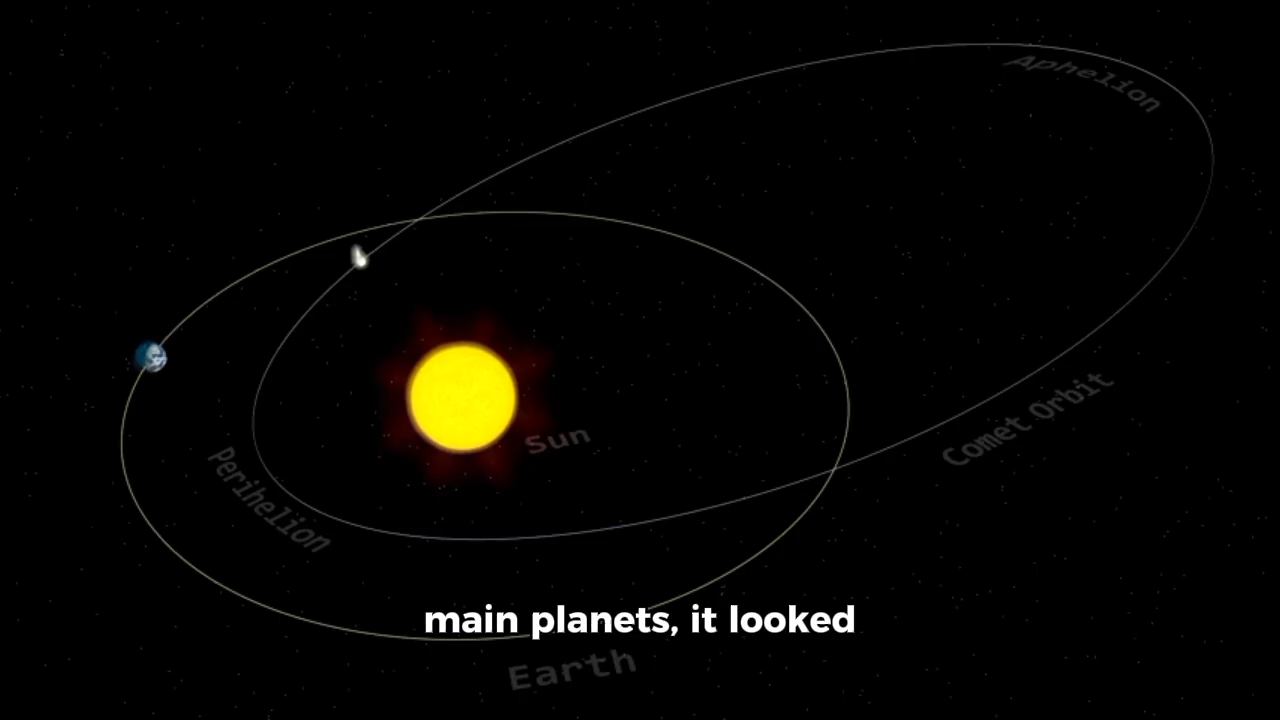 Aphelion
Comet Orbit
Sun
Perihelion
main planets, it looked
Earth